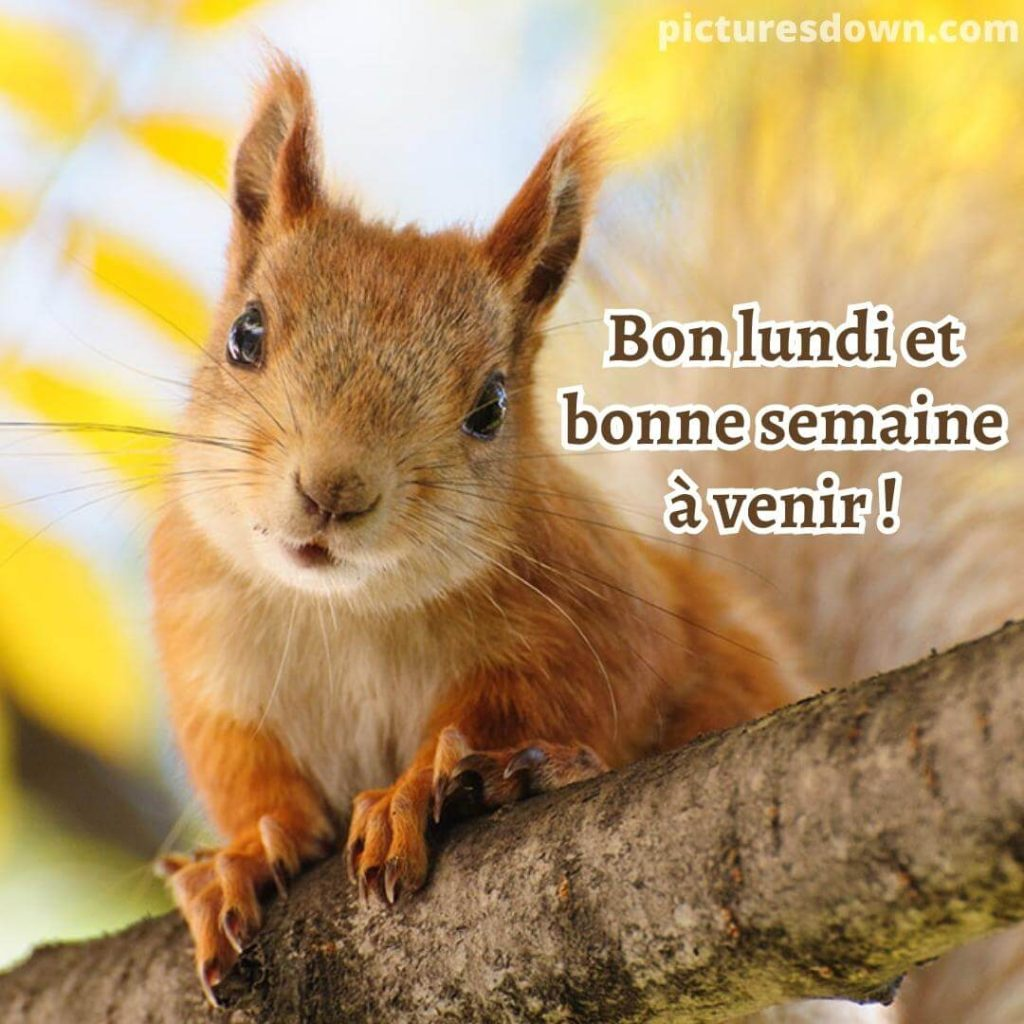 picturesdown.com
Bon lundi et
bonne semaine
à venir !